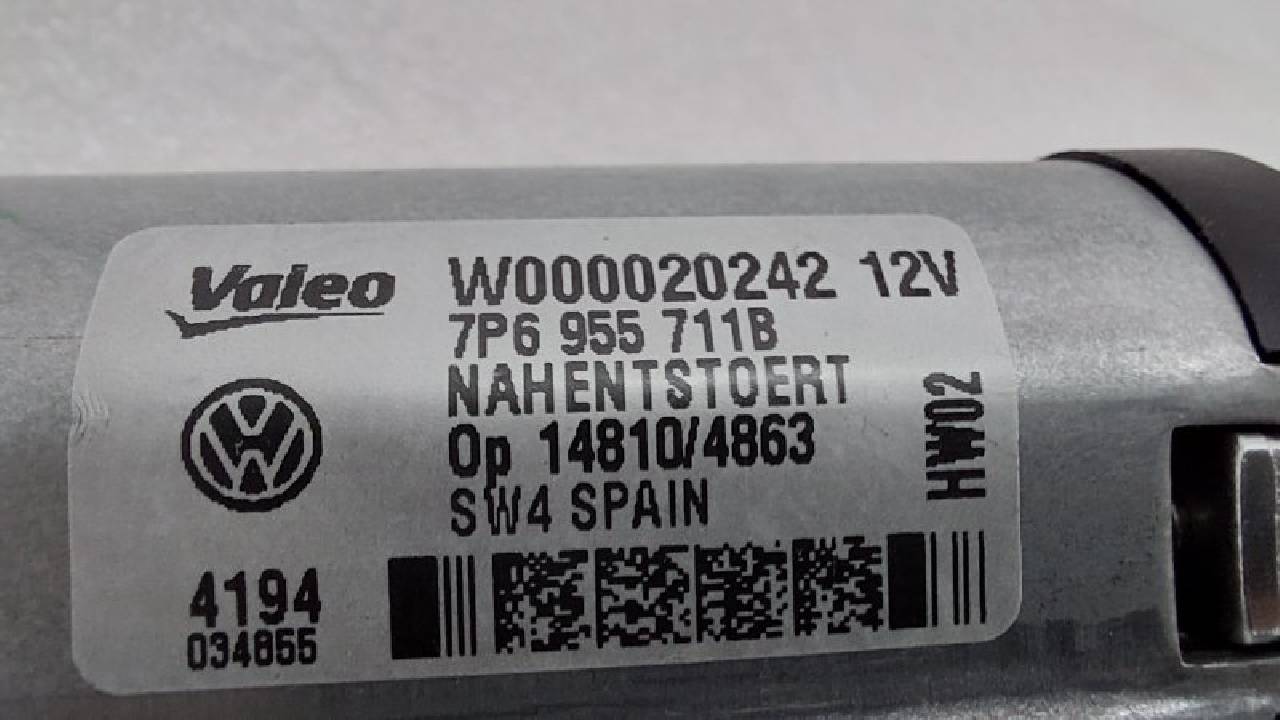 Valeo W000020242 12V
7P6 955 711B
NAHENTSTOERT
Op 14810/4863
SW4 SPAIN
HW02
4194
034855